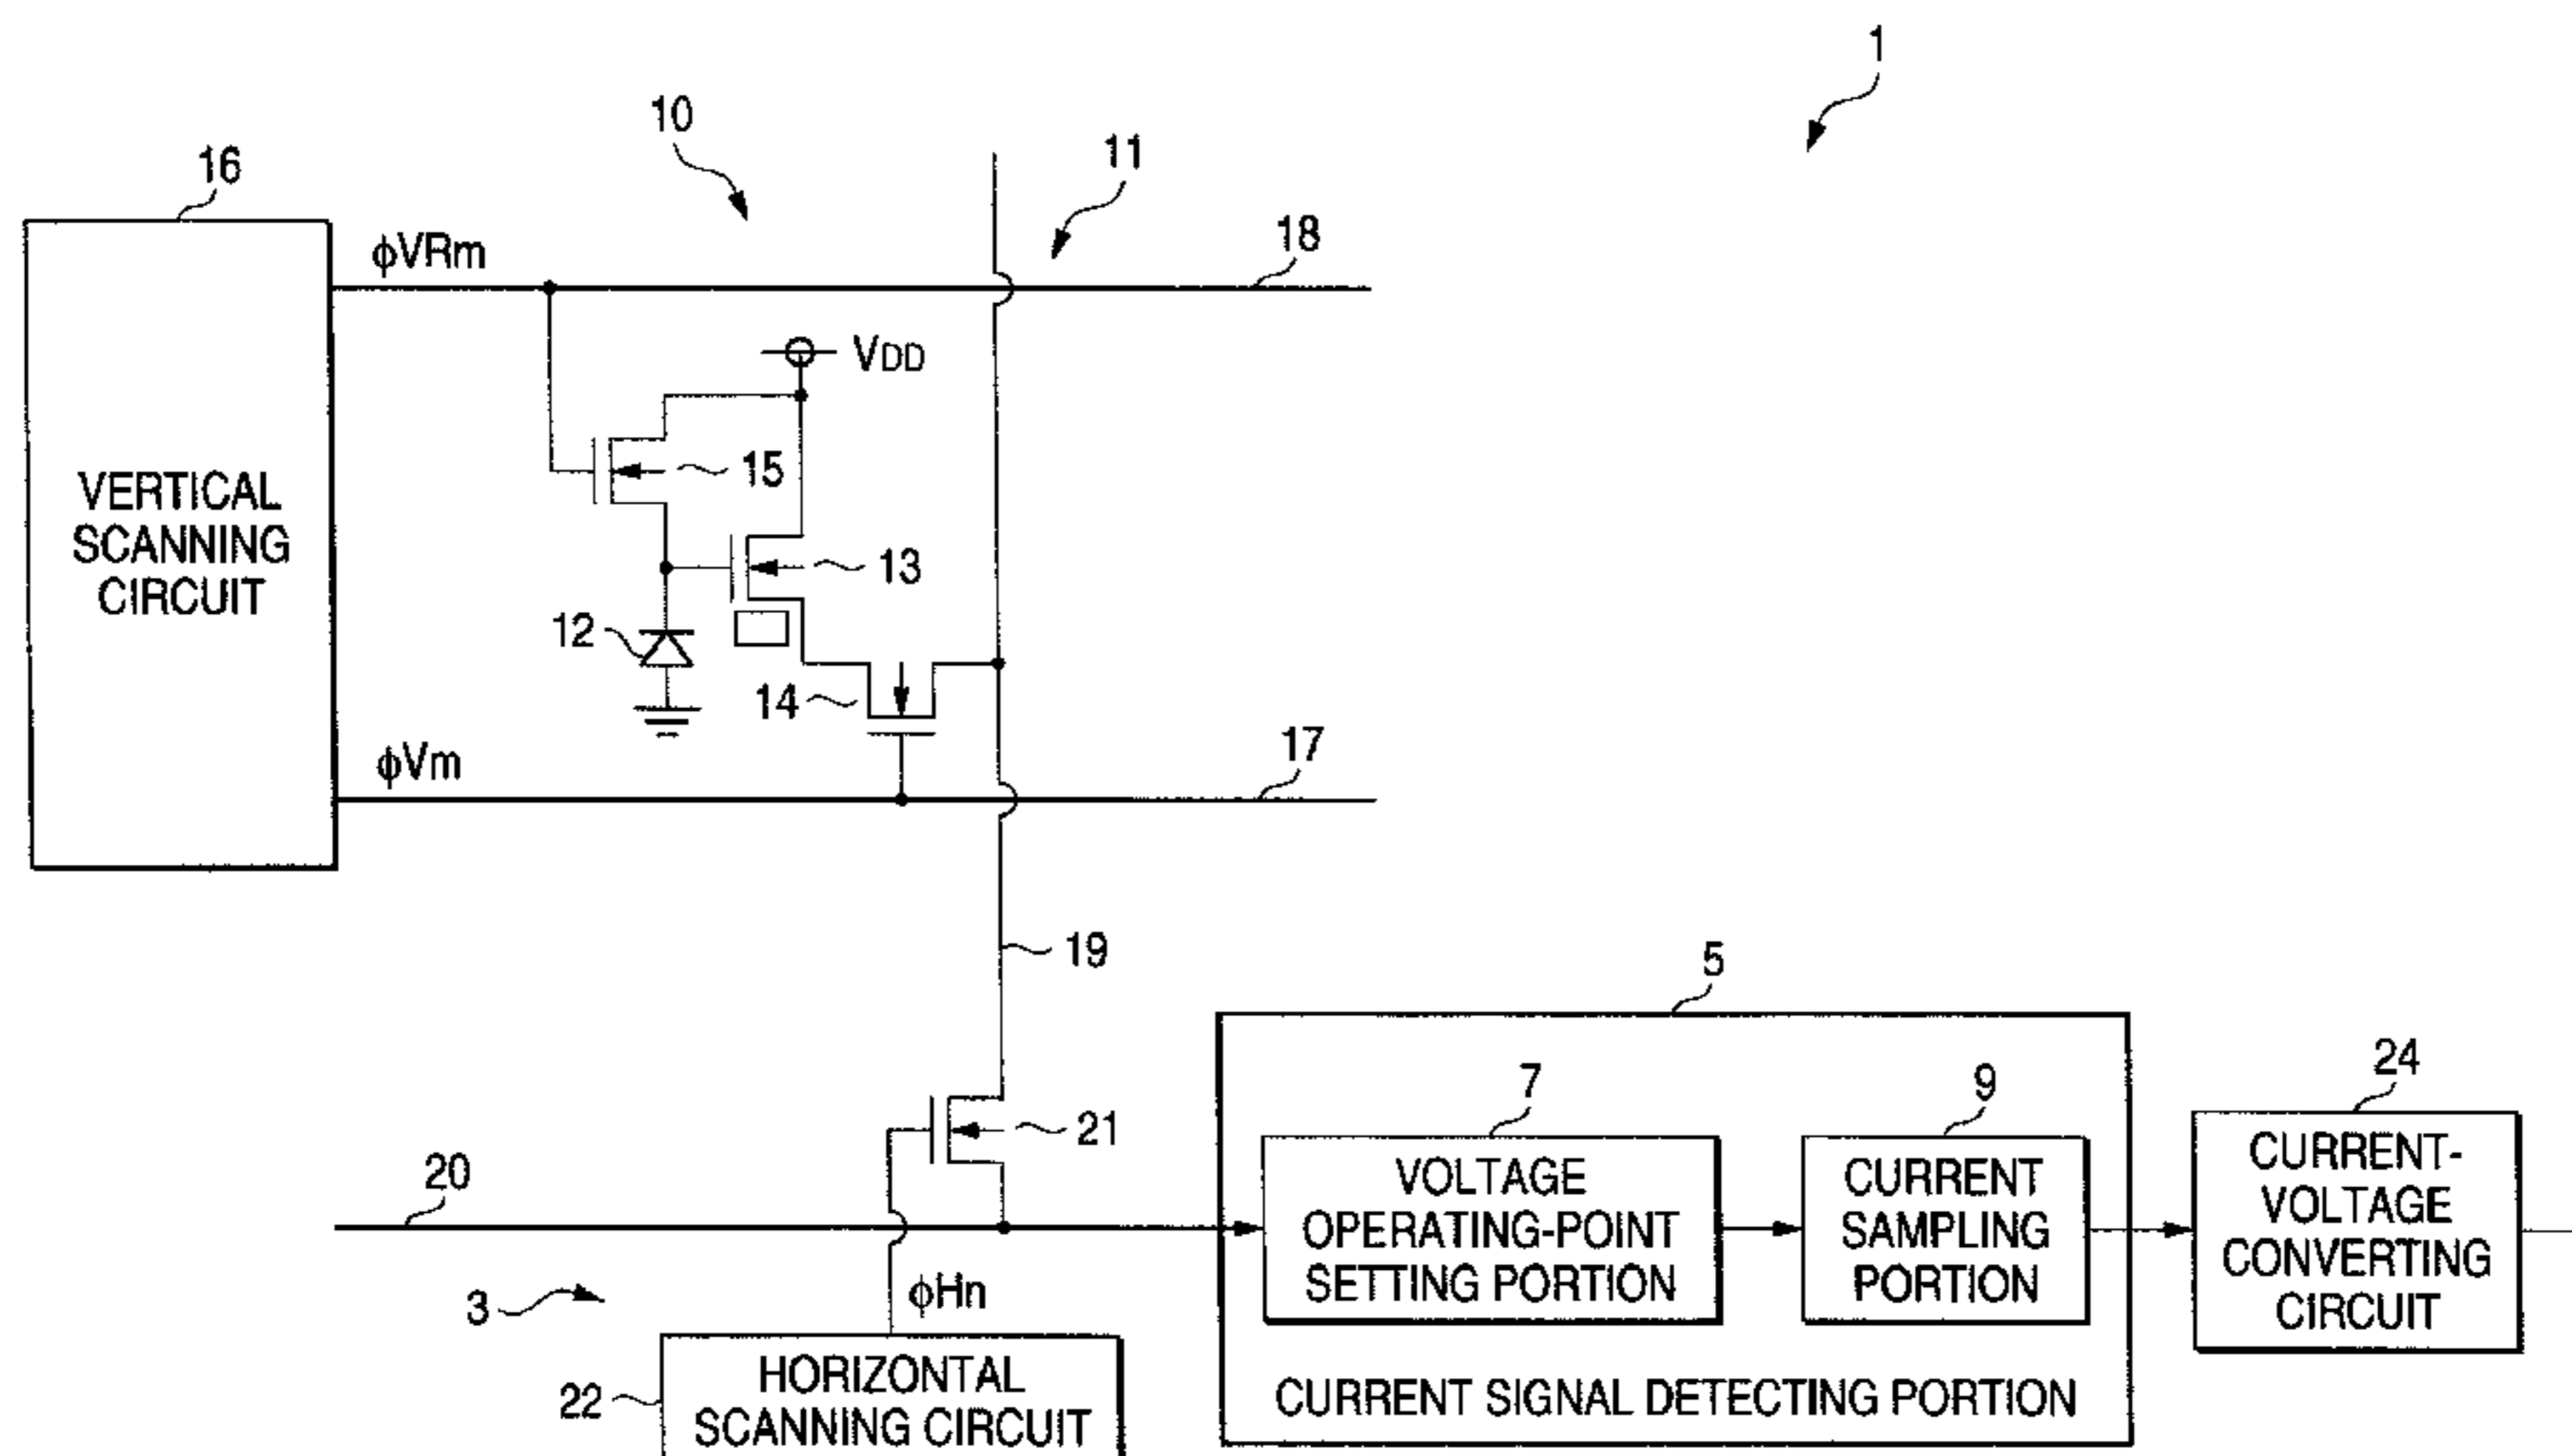 1
10
11
16
18
ϕVRm
VDD
VERTICAL
SCANNING
CIRCUIT
15
13
12
14
ϕVm
17
19
5
7
9
24
21
20
VOLTAGE
OPERATING-POINT
SETTING PORTION
CURRENT
SAMPLING
PORTION
CURRENT-
VOLTAGE
CONVERTING
CIRCUIT
3
ϕHn
22
HORIZONTAL
SCANNING CIRCUIT
CURRENT SIGNAL DETECTING PORTION